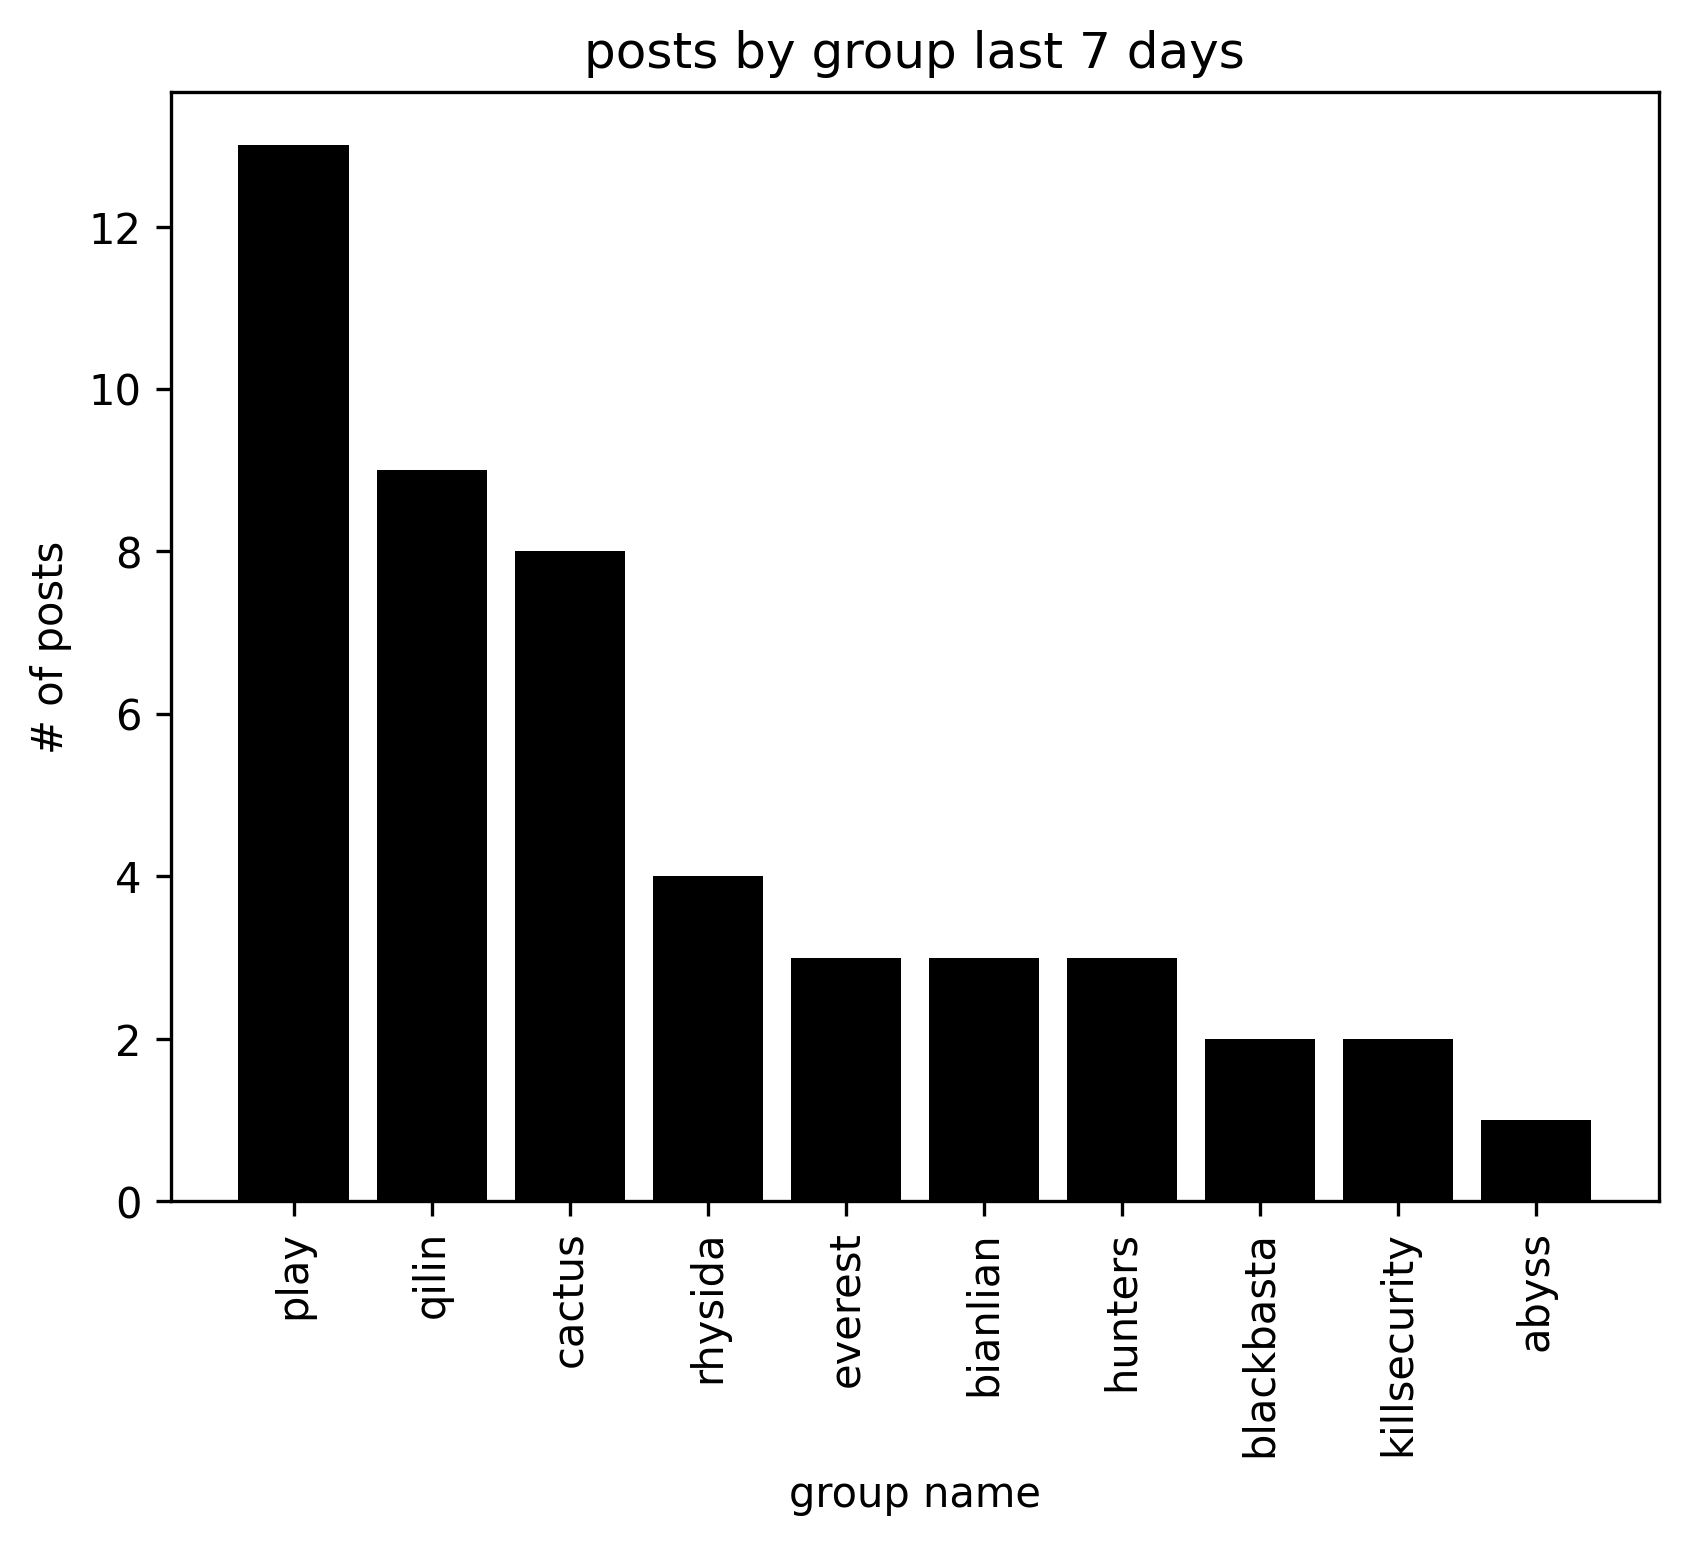 posts by group last 7 days
# of posts
12
10
8
6
4
2
0
play
qilin
cactus
rhysida
everest
bianlian
hunters
blackbasta
killsecurity
abyss
group name